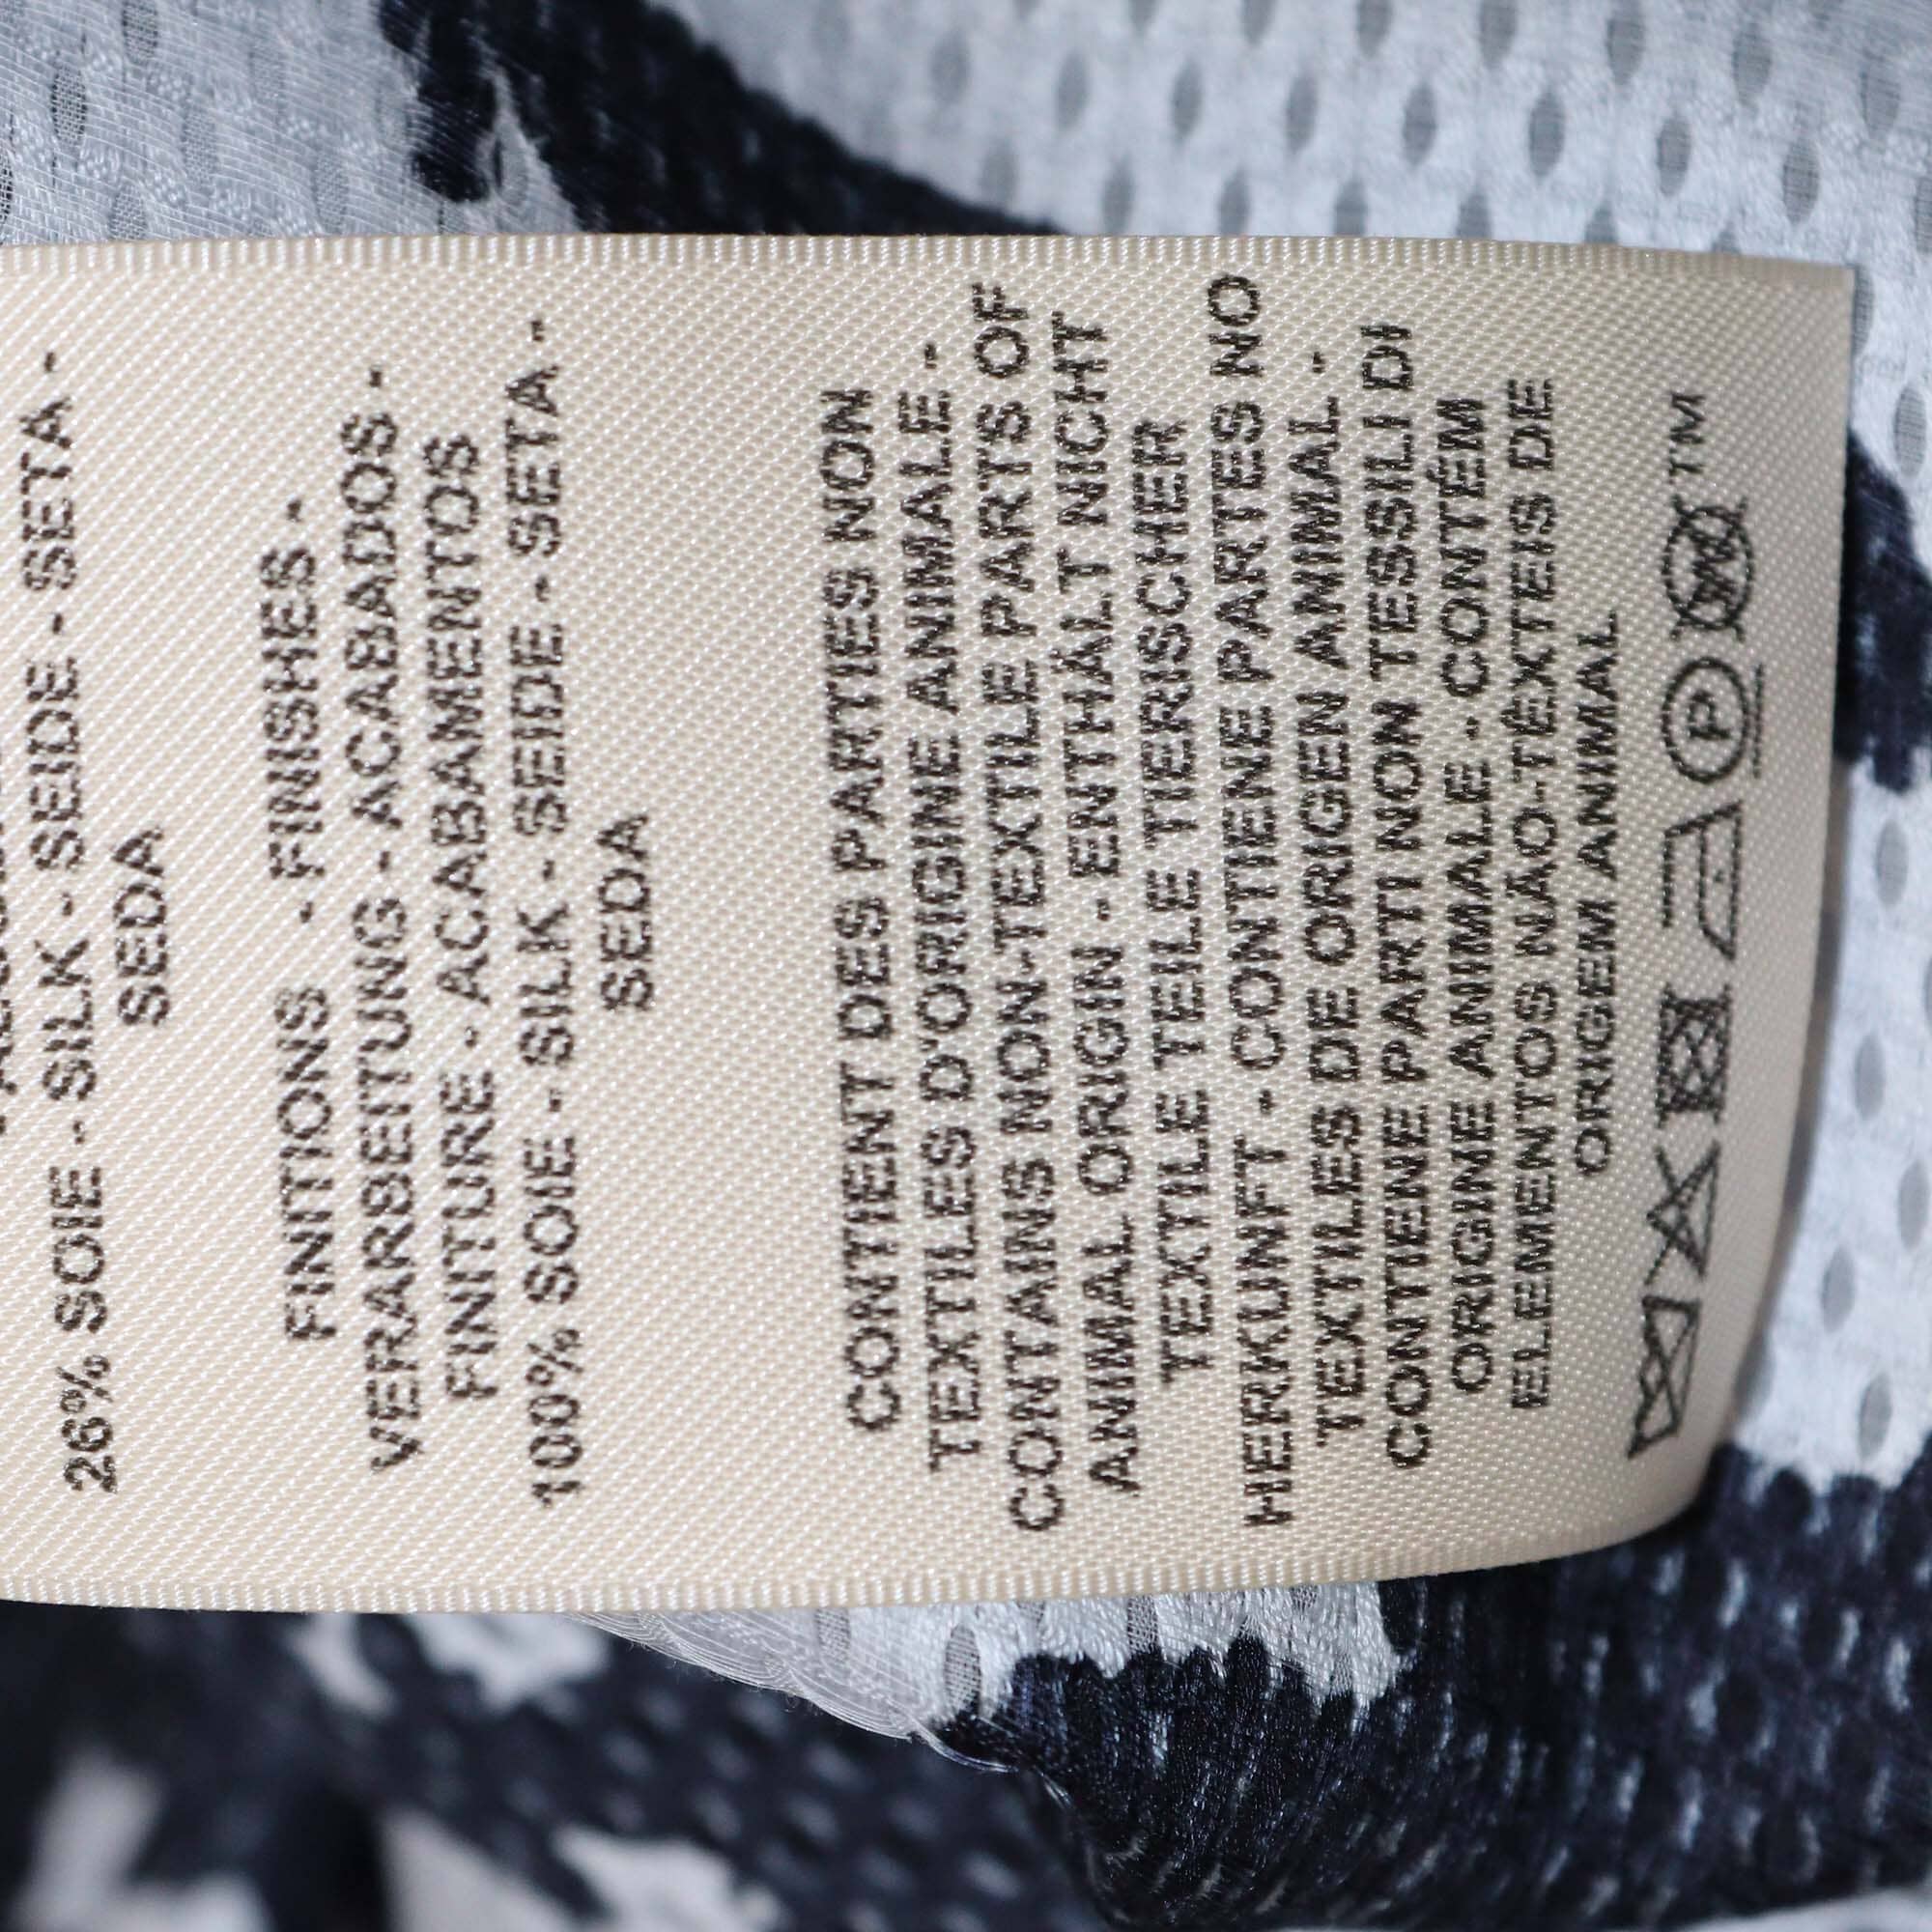 26% SOIE - SILK - SEIDE - SETA -
SEDA
FINITIONS - FINISHES -
VERARBEITUNG - ACABADOS -
FINITURE - ACABAMENTOS
100% SOIE - SILK - SEIDE - SETA -
SEDA
CONTIENT DES PARTIES NON
TEXTILES D'ORIGINE ANIMALE -
CONTAINS NON-TEXTILE PARTS OF
ANIMAL ORIGIN - ENTHÄLT NICHT
TEXTILE TEILE TIERISCHER
HERKUNFT - CONTIENE PARTES NO
TEXTILES DE ORIGEN ANIMAL -
CONTIENE PARTI NON TESSILI DI
ORIGINE ANIMALE - CONTÉM
ELEMENTOS NÃO-TÊXTEIS DE
ORIGEM ANIMAL
P W TM